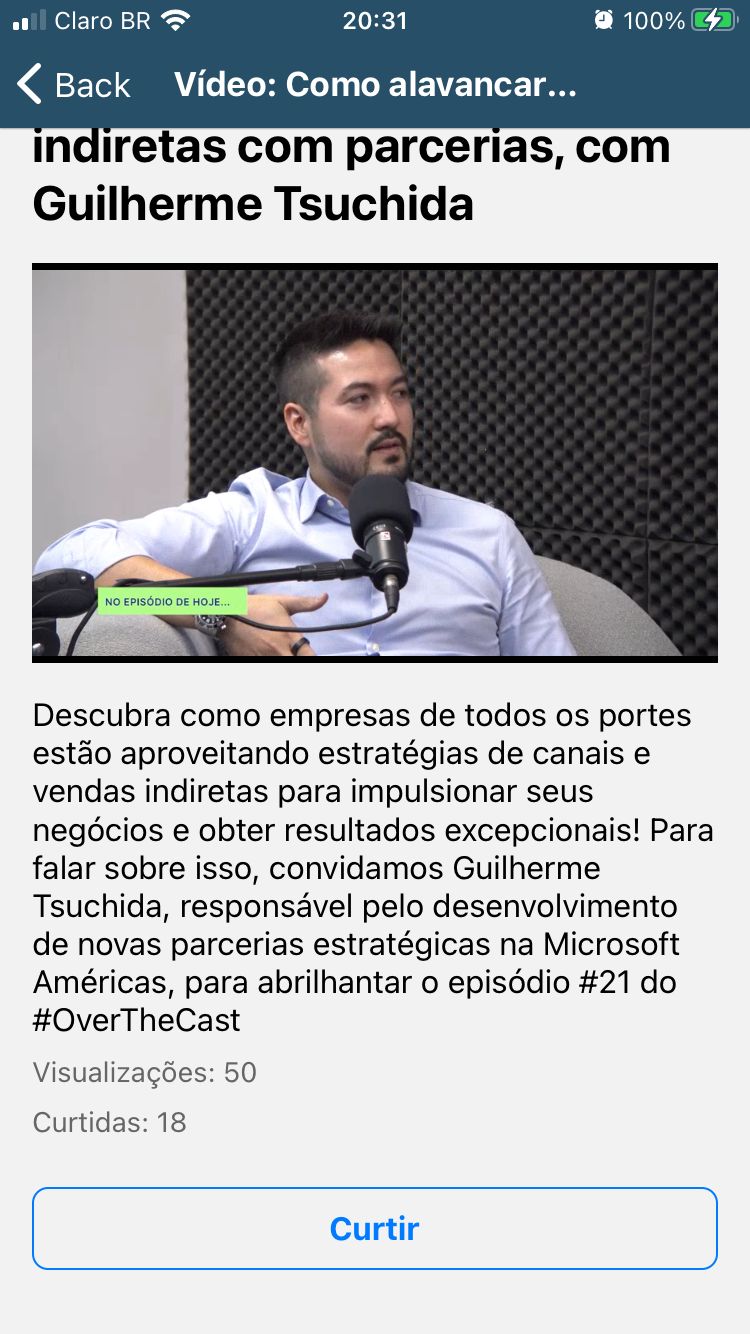 Claro BR
20:31
100%
Back
Vídeo: Como alavancar...
indiretas com parcerias, com
Guilherme Tsuchida
NO EPISÓDIO DE HOJE...
Descubra como empresas de todos os portes
estão aproveitando estratégias de canais e
vendas indiretas para impulsionar seus
negócios e obter resultados excepcionais! Para
falar sobre isso, convidamos Guilherme
Tsuchida, responsável pelo desenvolvimento
de novas parcerias estratégicas na Microsoft
Américas, para abrilhantar o episódio #21 do
#OverTheCast
Visualizações: 50
Curtidas: 18
Curtir